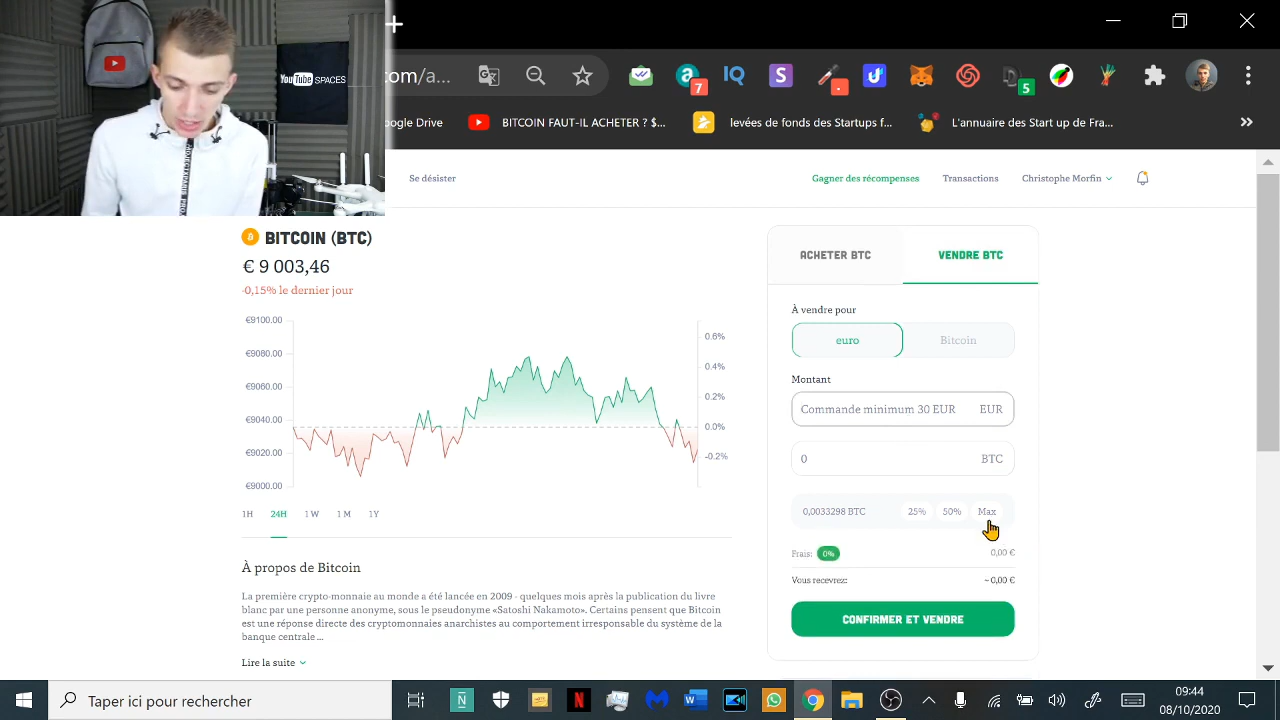 YouTube SPACES
com/a...
7
IQ
S
5
ogle Drive
BITCOIN FAUT-IL ACHETER ? $...
levées de fonds des Startups f...
L'annuaire des Start up de Fra...
Se désister
Gagner des récompenses
Transactions
Christophe Morfin
BITCOIN (BTC)
€ 9 003,46
-0,15% le dernier jour
€9100.00
€9080.00
€9060.00
€9040.00
€9020.00
€9000.00
0.6%
0.4%
0.2%
0.0%
-0.2%
1H 24H 1 W 1 M 1Y
À propos de Bitcoin
La première crypto-monnaie au monde a été lancée en 2009 - quelques mois après la publication du livre
blanc par une personne anonyme, sous le pseudonyme «Satoshi Nakamoto». Certains pensent que Bitcoin
est une réponse directe des cryptomonnaies anarchistes au comportement irresponsable du système de la
banque centrale ...
Lire la suite
ACHETER BTC
VENDRE BTC
À vendre pour
euro
Bitcoin
Montant
Commande minimum 30 EUR EUR
0 BTC
0,0033298 BTC 25% 50% Max
Frais: 0% 0,00 €
Vous recevrez: ~0,00 €
CONFIRMER ET VENDRE
Taper ici pour rechercher
09:44
08/10/2020